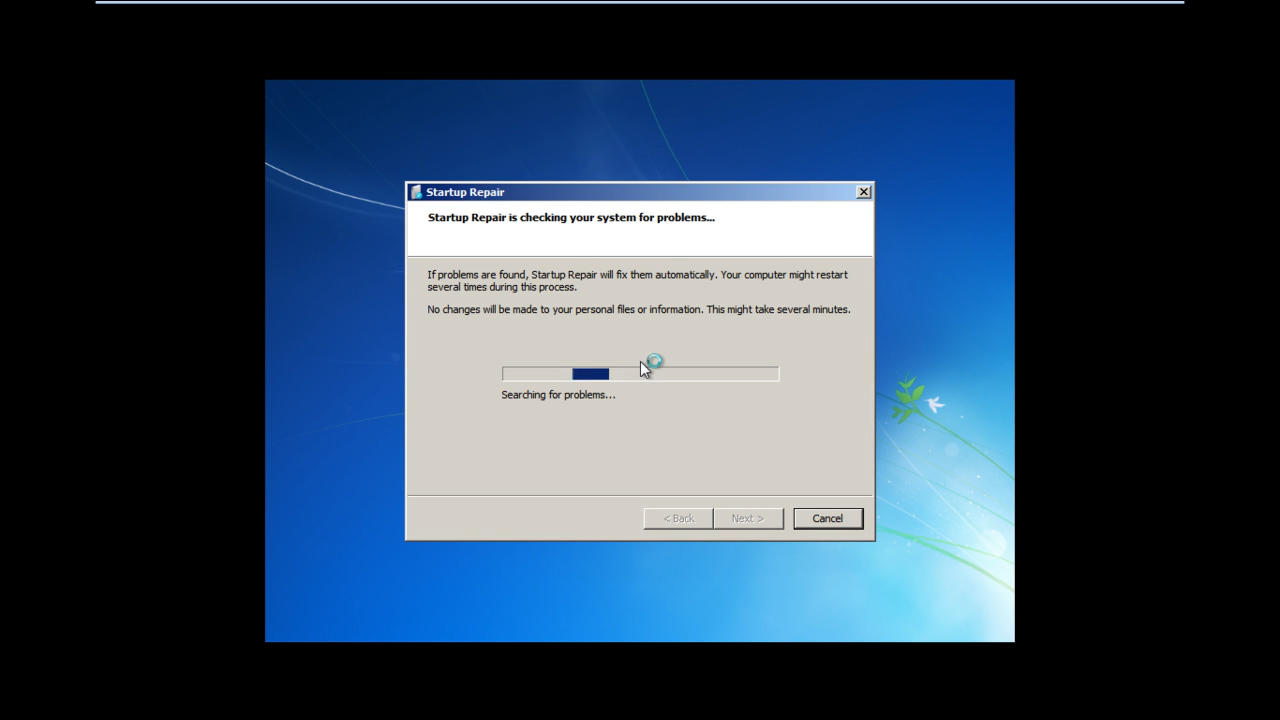 Startup Repair
Startup Repair is checking your system for problems...
If problems are found, Startup Repair will fix them automatically. Your computer might restart
several times during this process.
No changes will be made to your personal files or information. This might take several minutes.
Searching for problems...
< Back Next > Cancel